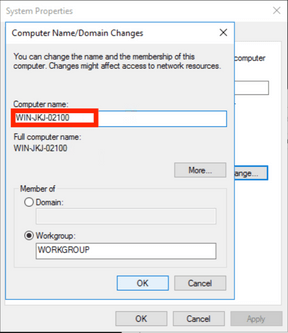 System Properties
Computer Name/Domain Changes
You can change the name and the membership of this
computer. Changes might affect access to network resources.
computer
Computer name:
WIN-JKJ-02100
Full computer name:
WIN-JKJ-02100
More...
ange...
Member of
Domain:
Workgroup:
WORKGROUP
OK
Cancel
OK
Cancel
Apply